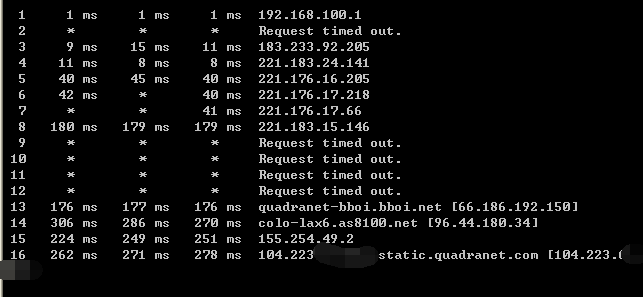 1 1 ms 1 ms 1 ms 192.168.100.1
2 * * * Request timed out.
3 9 ms 15 ms 11 ms 183.233.92.205
4 11 ms 8 ms 8 ms 221.183.24.141
5 40 ms 45 ms 40 ms 221.176.16.205
6 42 ms * 40 ms 221.176.17.218
7 * * 41 ms 221.176.17.66
8 180 ms 179 ms 179 ms 221.183.15.146
9 * * * Request timed out.
10 * * * Request timed out.
11 * * * Request timed out.
12 * * * Request timed out.
13 176 ms 177 ms 176 ms quadranet-bboi.bboi.net [66.186.192.150]
14 306 ms 286 ms 270 ms colo-lax6.as8100.net [96.44.180.34]
15 224 ms 249 ms 251 ms 155.254.49.2
16 262 ms 271 ms 278 ms 104.223 static.quadranet.com [104.223.